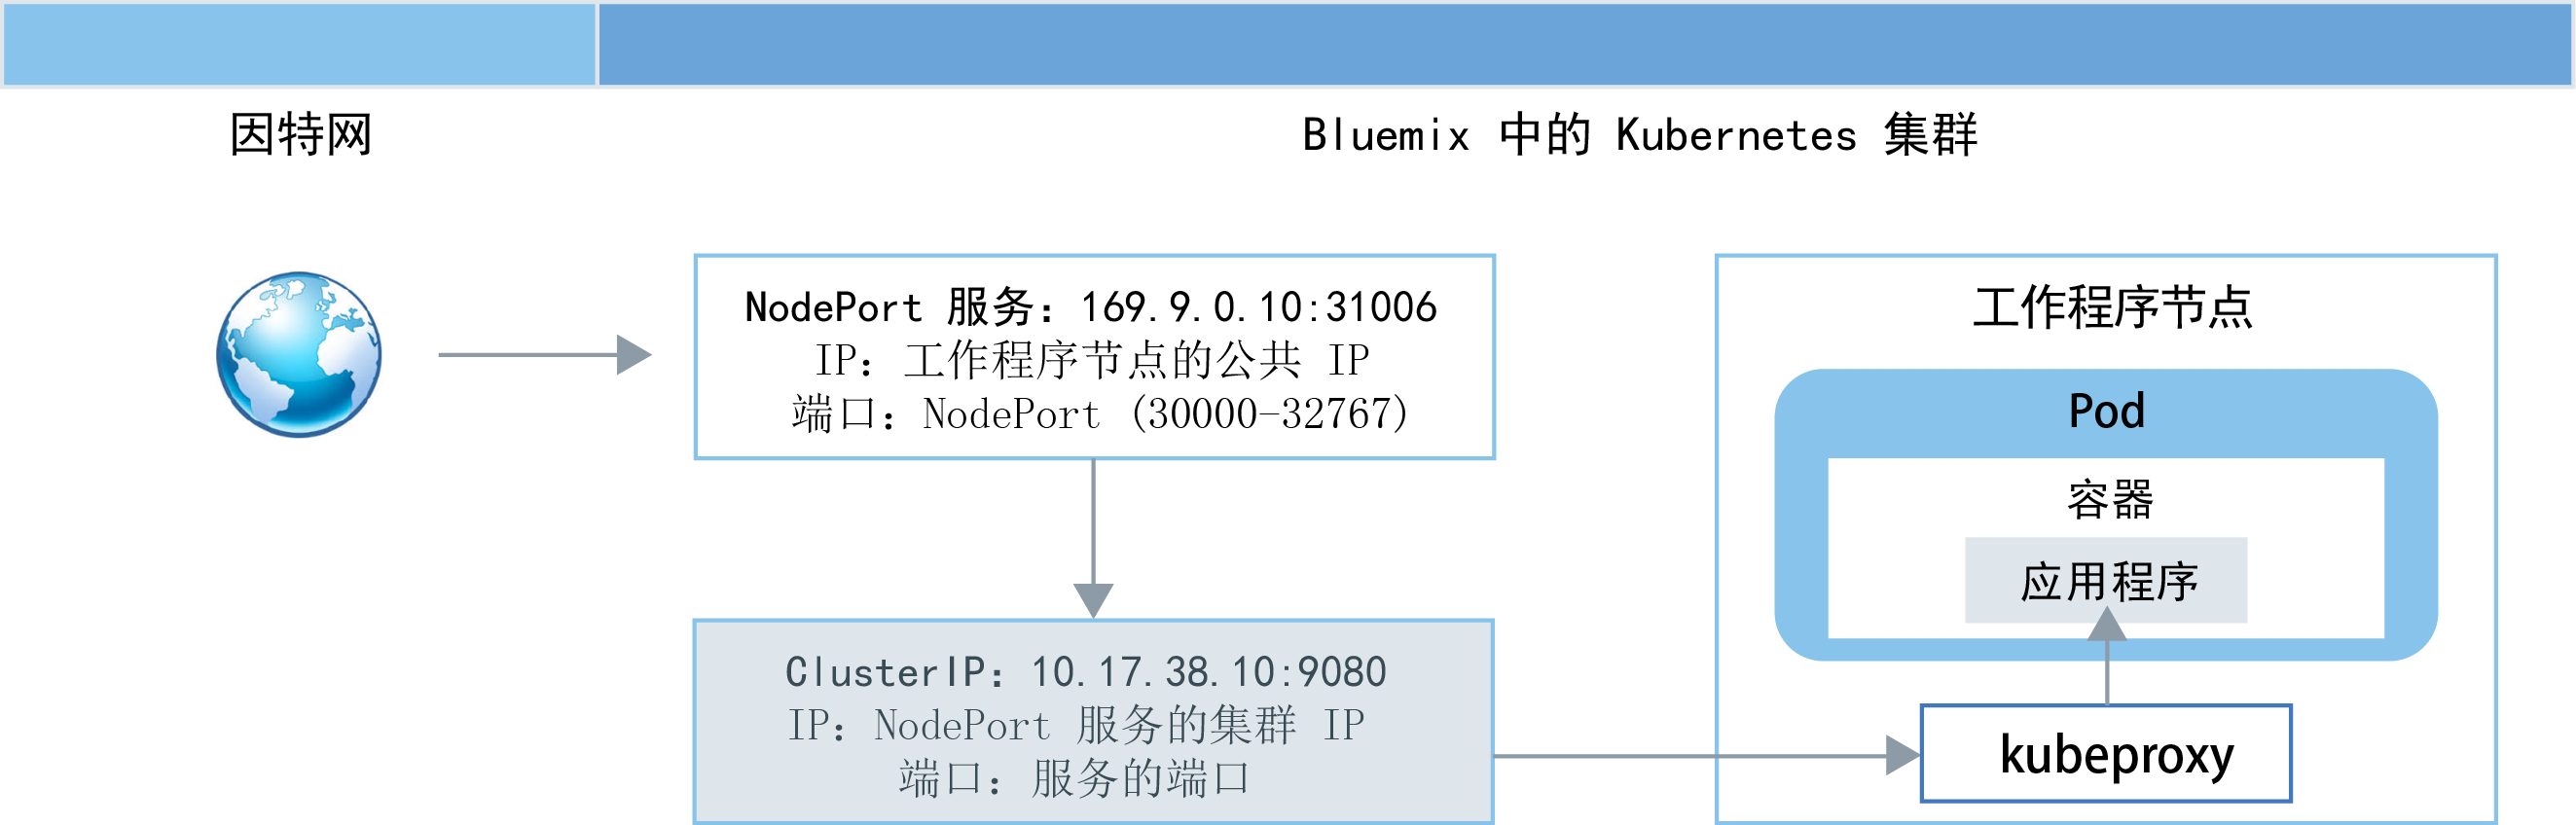 因特网
Bluemix 中的 Kubernetes 集群
NodePort 服务：169.9.0.10:31006
IP：工作程序节点的公共 IP
端口：NodePort (30000-32767)
ClusterIP：10.17.38.10:9080
IP：NodePort 服务的集群 IP
端口：服务的端口
工作程序节点
Pod
容器
应用程序
kubeproxy